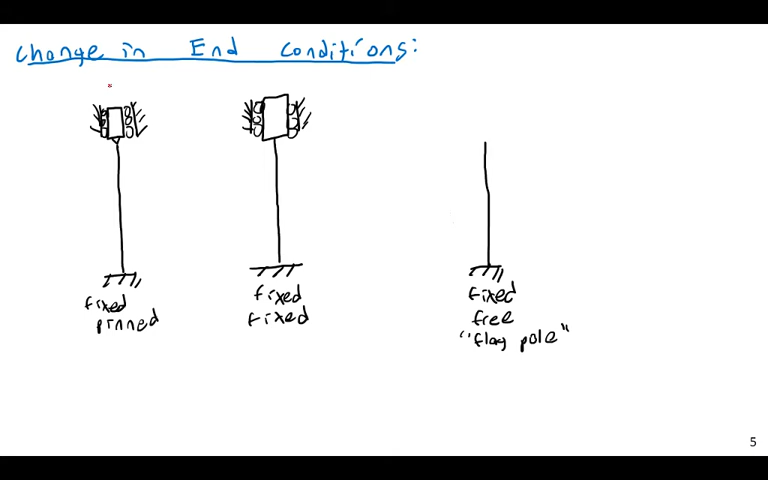 Change in End Conditions:
fixed
pinned
fixed
fixed
fixed
free
"flag pole"
5